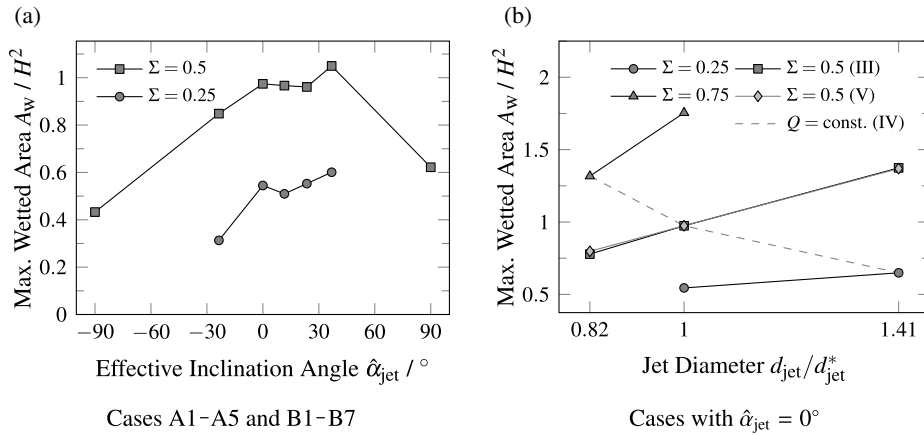 (a)
Max. Wetted Area A_w / H²
1
0.8
0.6
0.4
0.2
0
Σ = 0.5
Σ = 0.25
−90
−60
−30
0
30
60
90
Effective Inclination Angle α̂_jet / °
Cases A1–A5 and B1–B7
(b)
Max. Wetted Area A_w / H²
2
1.5
1
0.5
Σ = 0.25
Σ = 0.75
Σ = 0.5 (III)
Σ = 0.5 (V)
Q = const. (IV)
0.82
1
1.41
Jet Diameter d_jet/d*_jet
Cases with α̂_jet = 0°